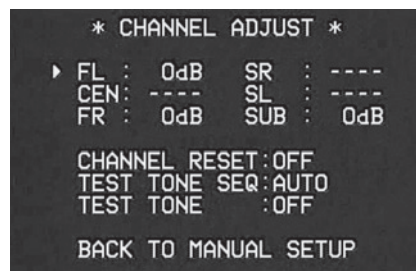 * CHANNEL ADJUST *
FL : 0dB SR : ----
CEN: ---- SL : ----
FR : 0dB SUB : 0dB
CHANNEL RESET:OFF
TEST TONE SEQ:AUTO
TEST TONE :OFF
BACK TO MANUAL SETUP